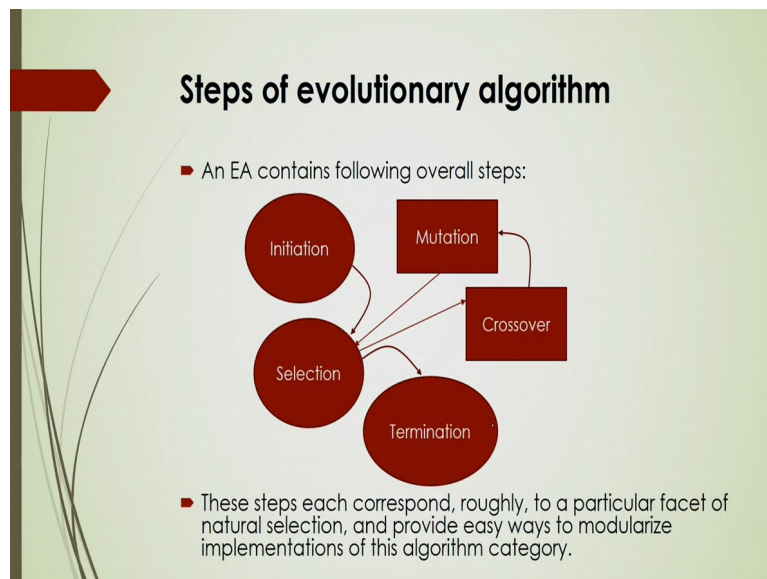 Steps of evolutionary algorithm
An EA contains following overall steps:
Initiation
Mutation
Crossover
Selection
Termination
These steps each correspond, roughly, to a particular facet of
natural selection, and provide easy ways to modularize
implementations of this algorithm category.